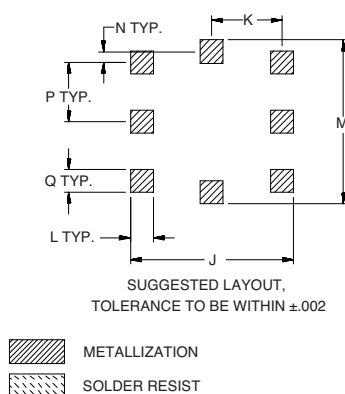 N TYP.
K
P TYP.
M
Q TYP.
L TYP.
J
SUGGESTED LAYOUT,
TOLERANCE TO BE WITHIN ±.002
METALLIZATION
SOLDER RESIST